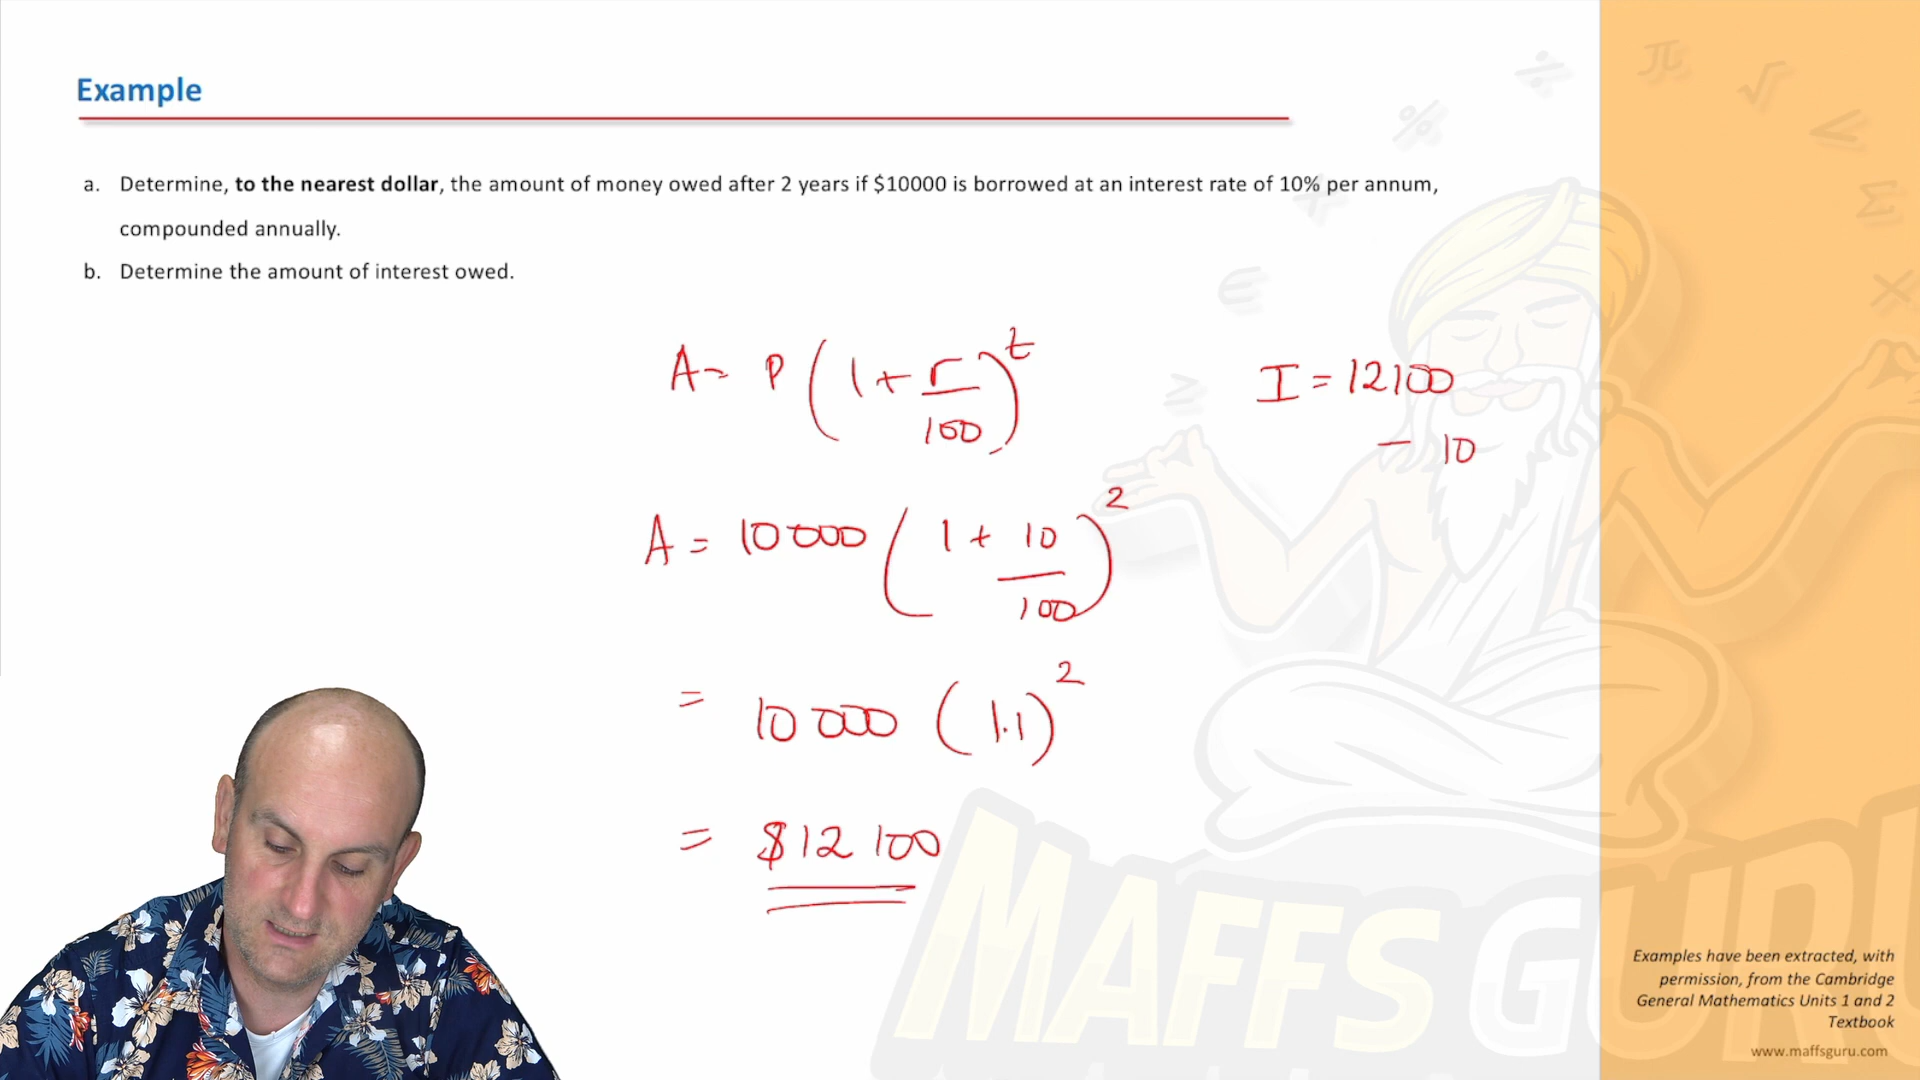 Example
a. Determine, to the nearest dollar, the amount of money owed after 2 years if $10000 is borrowed at an interest rate of 10% per annum,
compounded annually.
b. Determine the amount of interest owed.
A = P (1 + r/100)^t
A = 10000 (1 + 10/100)^2
= 10000 (1.1)^2
= $12 100
I = 12100
- 10
MAFFS GURU
Examples have been extracted, with
permission, from the Cambridge
General Mathematics Units 1 and 2
Textbook
www.maffsguru.com